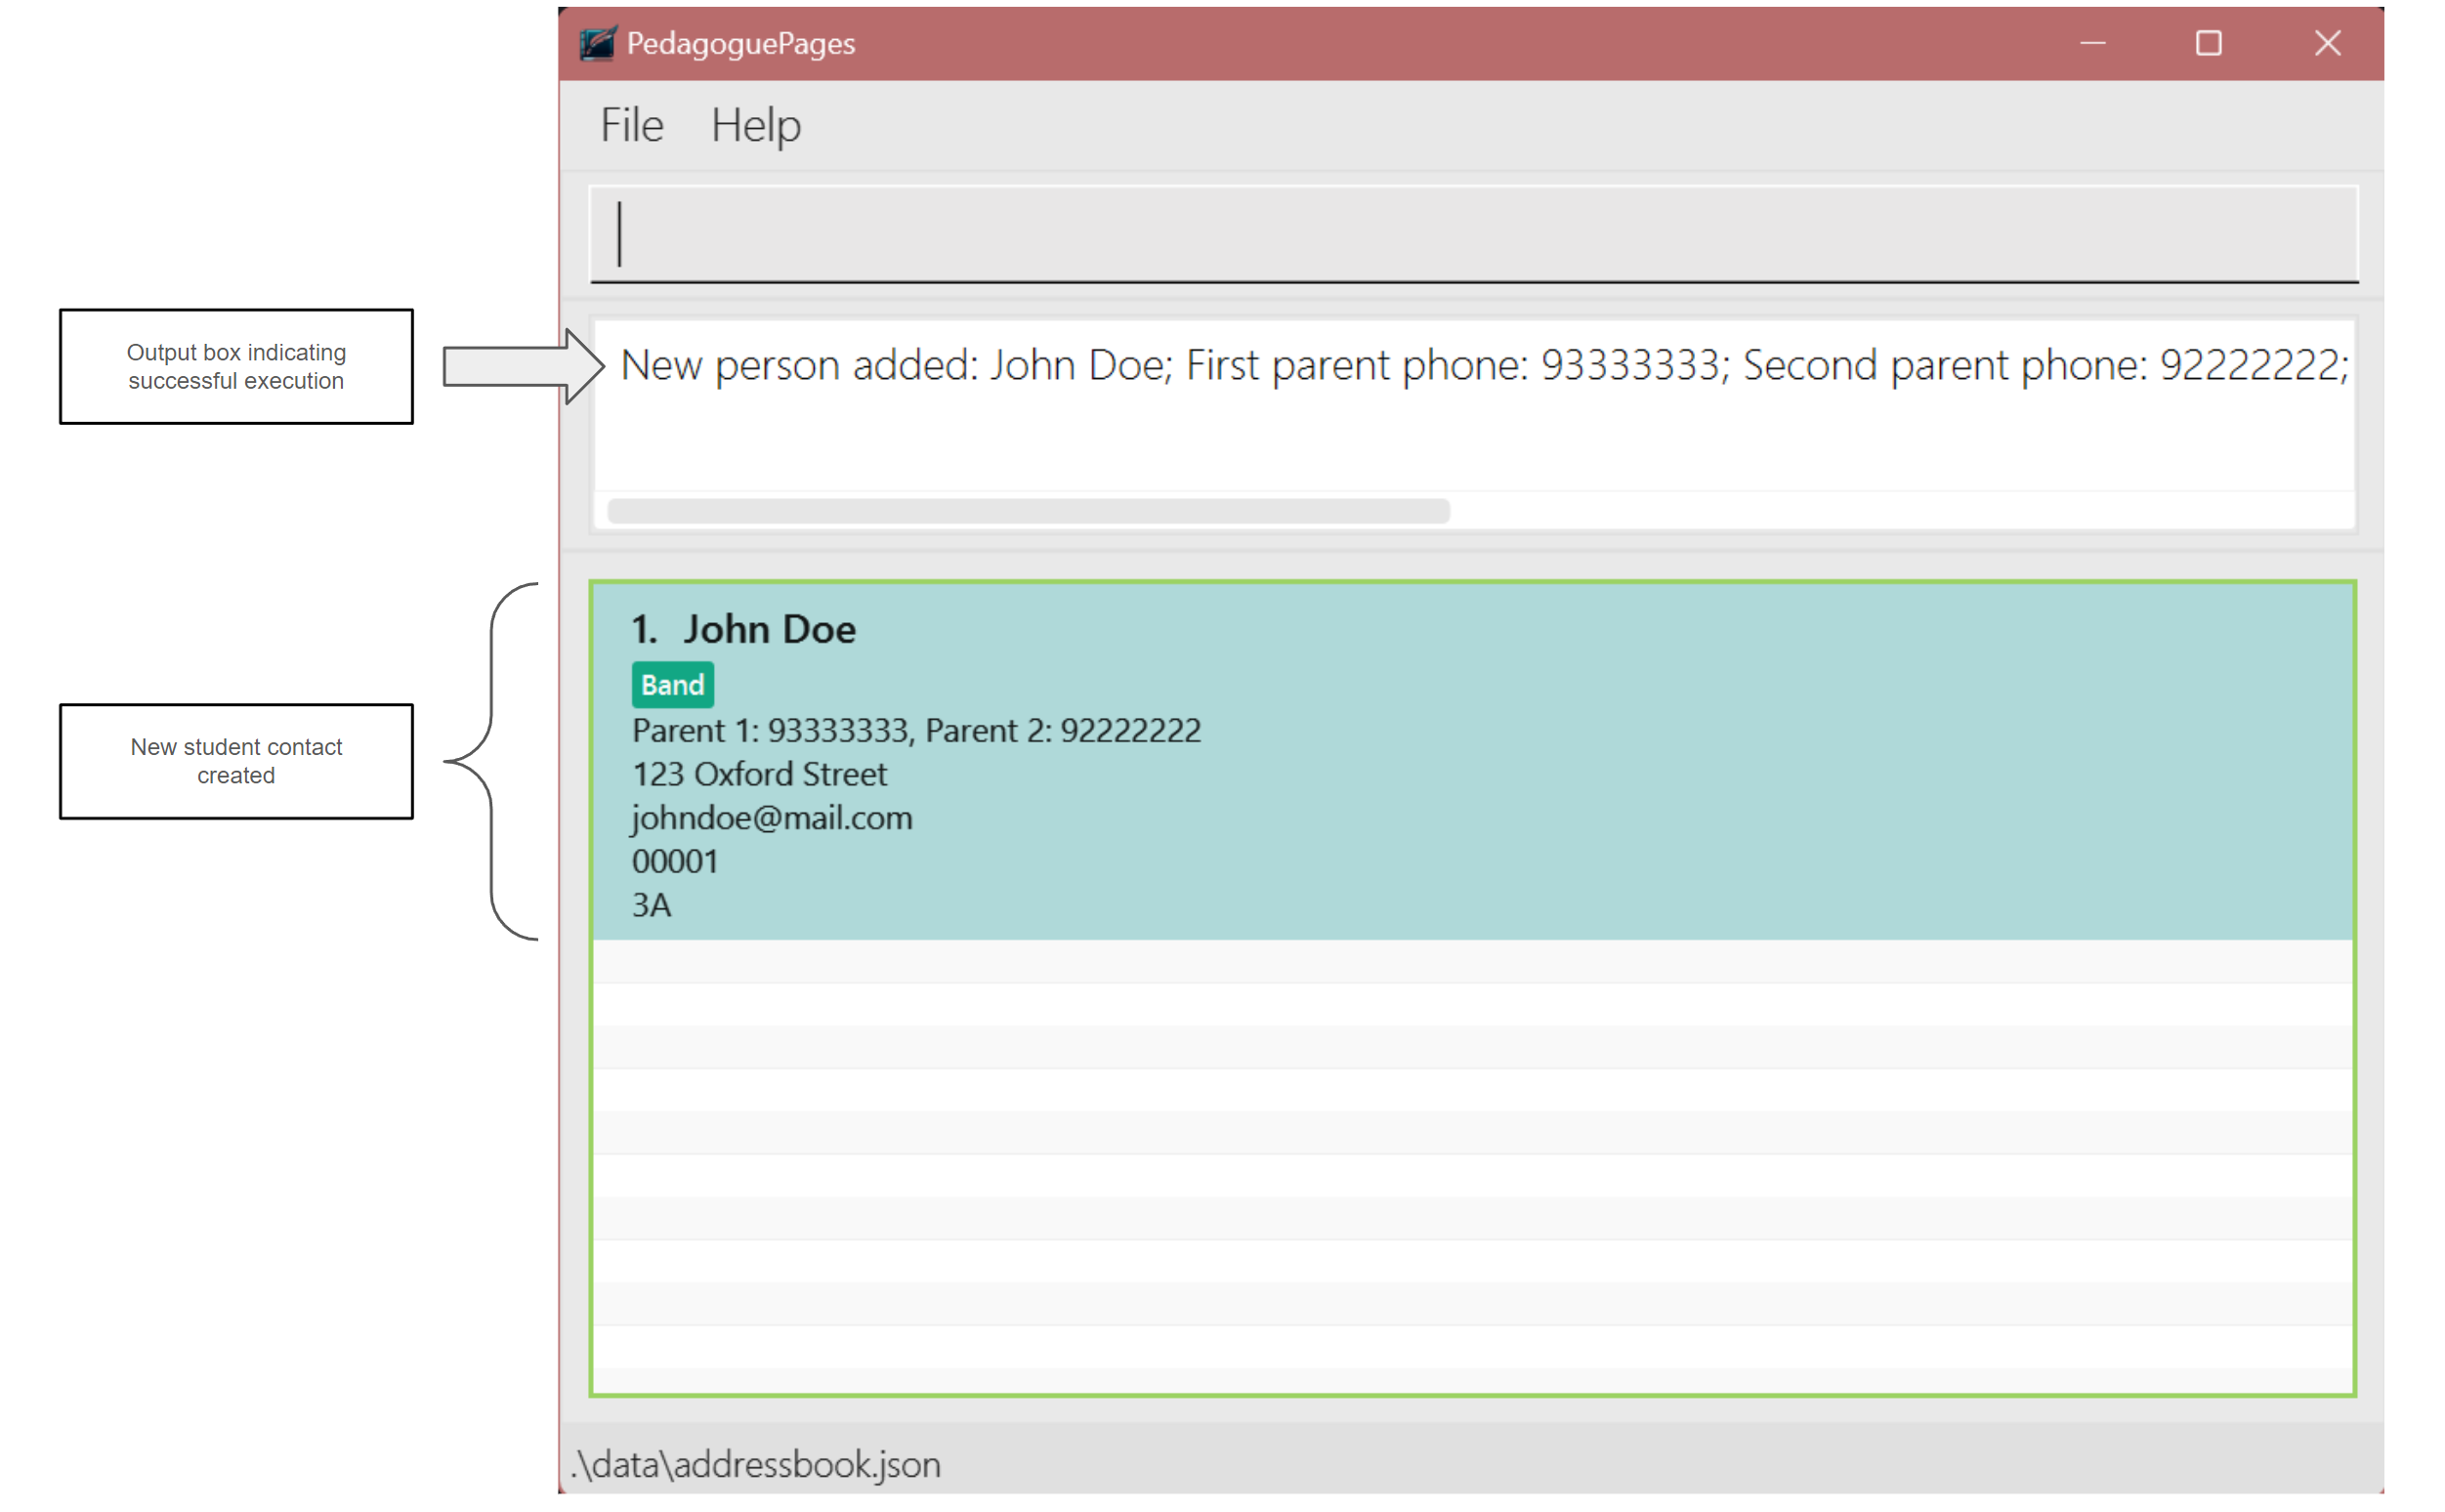 PedagoguePages
File Help
Output box indicating
successful execution
New person added: John Doe; First parent phone: 93333333; Second parent phone: 92222222;
1. John Doe
Band
Parent 1: 93333333, Parent 2: 92222222
New student contact
created
123 Oxford Street
johndoe@mail.com
00001
3A
.\data\addressbook.json